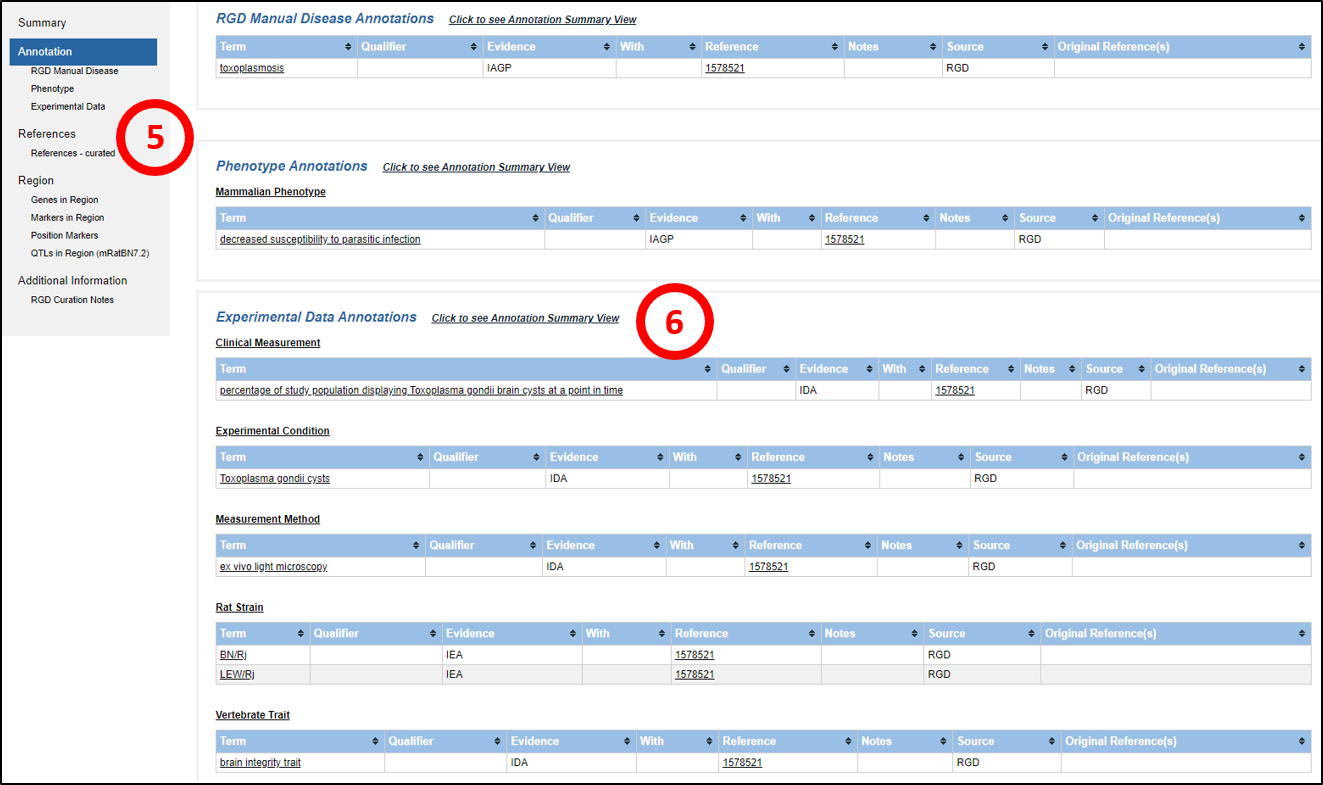 Summary
Annotation
RGD Manual Disease
Phenotype
Experimental Data
References
References - curated
Region
Genes in Region
Markers in Region
Position Markers
QTLs in Region (mRatBN7.2)
Additional Information
RGD Curation Notes
5
RGD Manual Disease Annotations Click to see Annotation Summary View
Term Qualifier Evidence With Reference Notes Source Original Reference(s)
toxoplasmosis IAGP 1578521 RGD
Phenotype Annotations Click to see Annotation Summary View
Mammalian Phenotype
Term Qualifier Evidence With Reference Notes Source Original Reference(s)
decreased susceptibility to parasitic infection IAGP 1578521 RGD
Experimental Data Annotations Click to see Annotation Summary View
6
Clinical Measurement
Term Qualifier Evidence With Reference Notes Source Original Reference(s)
percentage of study population displaying Toxoplasma gondii brain cysts at a point in time IDA 1578521 RGD
Experimental Condition
Term Qualifier Evidence With Reference Notes Source Original Reference(s)
Toxoplasma gondii cysts IDA 1578521 RGD
Measurement Method
Term Qualifier Evidence With Reference Notes Source Original Reference(s)
ex vivo light microscopy IDA 1578521 RGD
Rat Strain
Term Qualifier Evidence With Reference Notes Source Original Reference(s)
BN/Rj IEA 1578521 RGD
LEW/Rj IEA 1578521 RGD
Vertebrate Trait
Term Qualifier Evidence With Reference Notes Source Original Reference(s)
brain integrity trait IDA 1578521 RGD